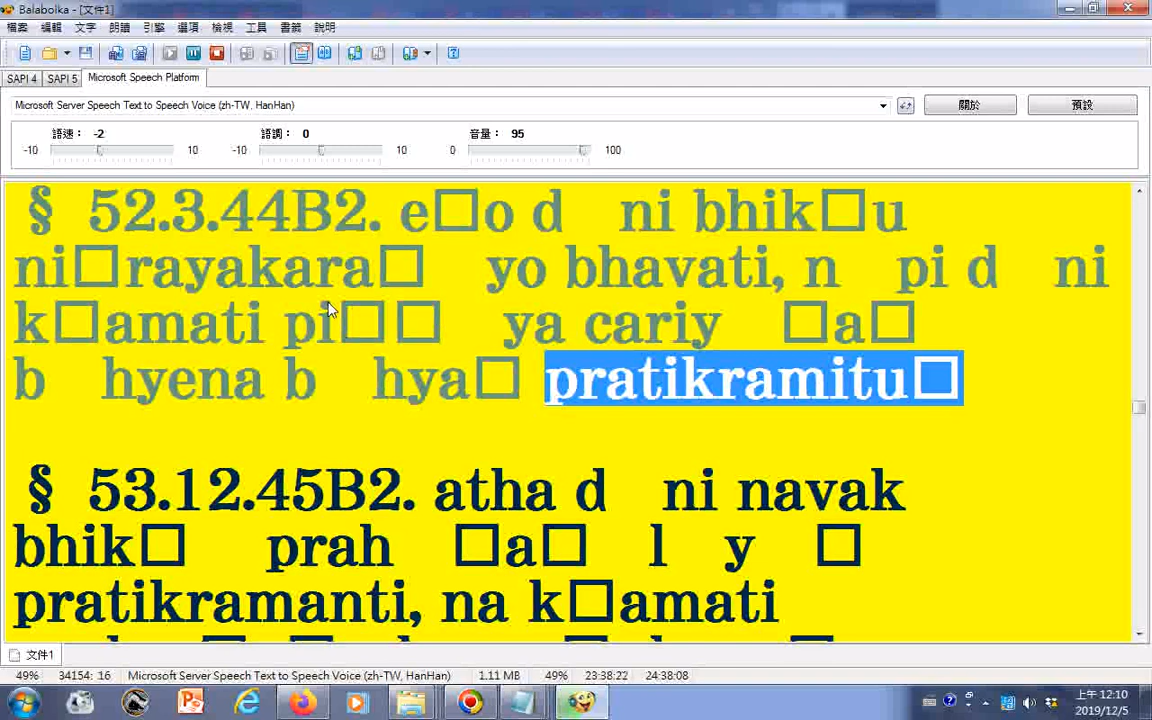 Balabolka - [文件1]
檔案 編輯 文字 朗讀 引擎 選項 檢視 工具 書籤 說明
SAPI 4 SAPI 5 Microsoft Speech Platform
Microsoft Server Speech Text to Speech Voice (zh-TW, HanHan) 關於 預設
語速： -2 語調： 0 音量： 95
-10 10 -10 10 0 100
§ 52.3.44B2. e□o d ni bhik□u
ni□rayakara□ yo bhavati, n pi d ni
k□amati pi□□ ya cariy □a□
b hyena b hya□ pratikramitu□
§ 53.12.45B2. atha d ni navak
bhik□ prah □a□ l y □
pratikramanti, na k□amati
文件1
49% 34154: 16 Microsoft Server Speech Text to Speech Voice (zh-TW, HanHan) 1.11 MB 49% 23:38:22 24:38:08
上午 12:10
2019/12/5